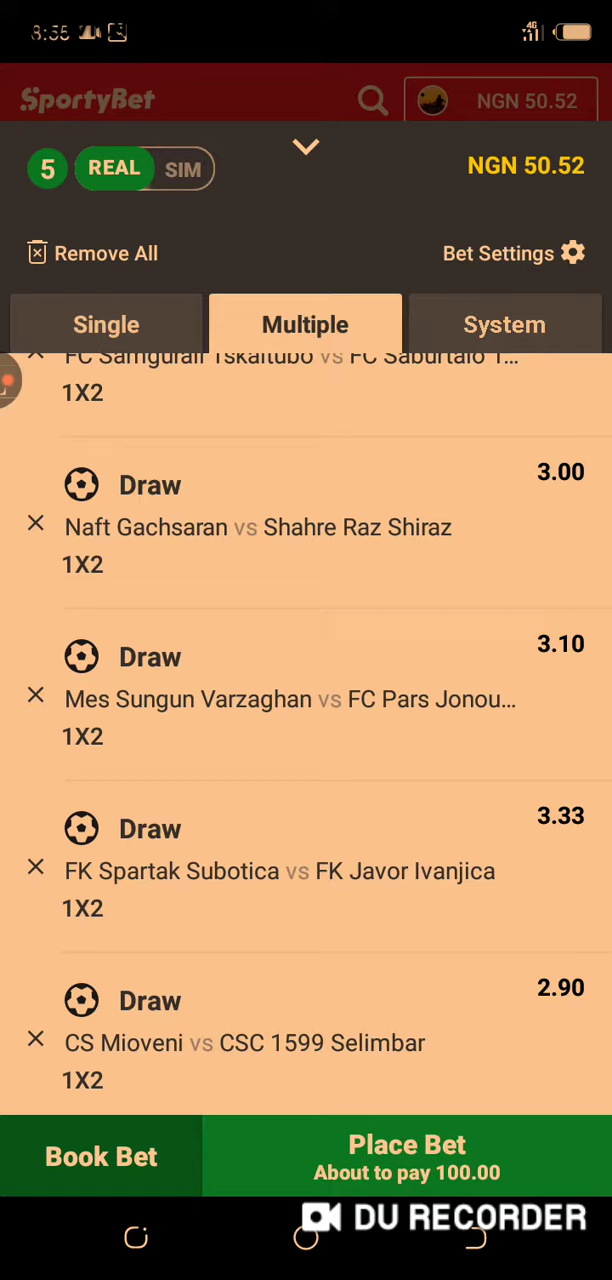 8:55
4G
SportyBet
NGN 50.52
5 REAL SIM
NGN 50.52
Remove All
Bet Settings
Single Multiple System
vs FC
1X2
Draw 3.00
Naft Gachsaran vs Shahre Raz Shiraz
1X2
Draw 3.10
Mes Sungun Varzaghan vs FC Pars Jonou...
1X2
Draw 3.33
FK Spartak Subotica vs FK Javor Ivanjica
1X2
Draw 2.90
CS Mioveni vs CSC 1599 Selimbar
1X2
Book Bet
Place Bet
About to pay 100.00
DU RECORDER